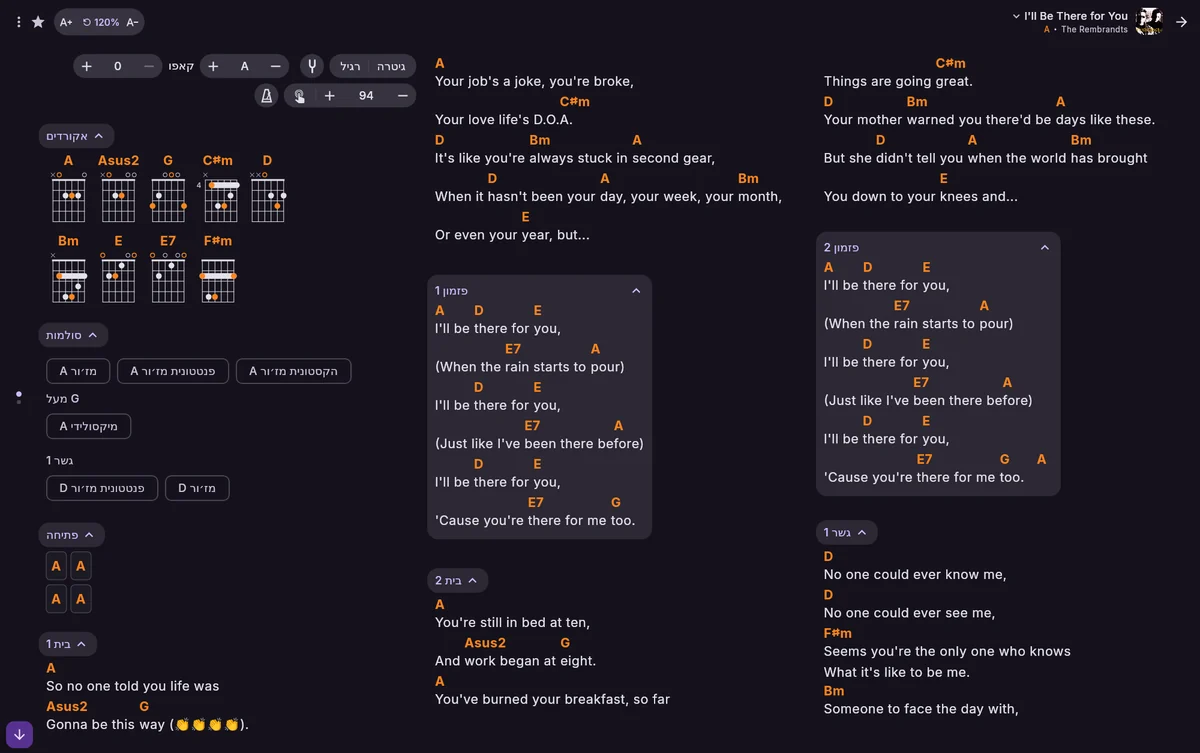 A+ 120% A-
I'll Be There for You
A • The Rembrandts
+ 0 − קאפו + A − רגיל גיטרה
+ 94 −
אקורדים
A Asus2 G C#m D
4
Bm E E7 F#m
סולמות
A מז׳ור
A פנטטונית מז׳ור
A הקסטונית מז׳ור
מעל G
A מיקסולידי
גשר 1
D פנטטונית מז׳ור
D מז׳ור
פתיחה
A A
A A
בית 1
A
So no one told you life was
Asus2 G
Gonna be this way (👏👏👏👏).
A
Your job's a joke, you're broke,
C#m
Your love life's D.O.A.
D Bm A
It's like you're always stuck in second gear,
D A Bm
When it hasn't been your day, your week, your month,
E
Or even your year, but...
פזמון 1
A D E
I'll be there for you,
E7 A
(When the rain starts to pour)
D E
I'll be there for you,
E7 A
(Just like I've been there before)
D E
I'll be there for you,
E7 G
'Cause you're there for me too.
בית 2
A
You're still in bed at ten,
Asus2 G
And work began at eight.
A
You've burned your breakfast, so far
C#m
Things are going great.
D Bm A
Your mother warned you there'd be days like these.
D A Bm
But she didn't tell you when the world has brought
E
You down to your knees and...
פזמון 2
A D E
I'll be there for you,
E7 A
(When the rain starts to pour)
D E
I'll be there for you,
E7 A
(Just like I've been there before)
D E
I'll be there for you,
E7 G A
'Cause you're there for me too.
גשר 1
D
No one could ever know me,
D
No one could ever see me,
F#m
Seems you're the only one who knows
What it's like to be me.
Bm
Someone to face the day with,